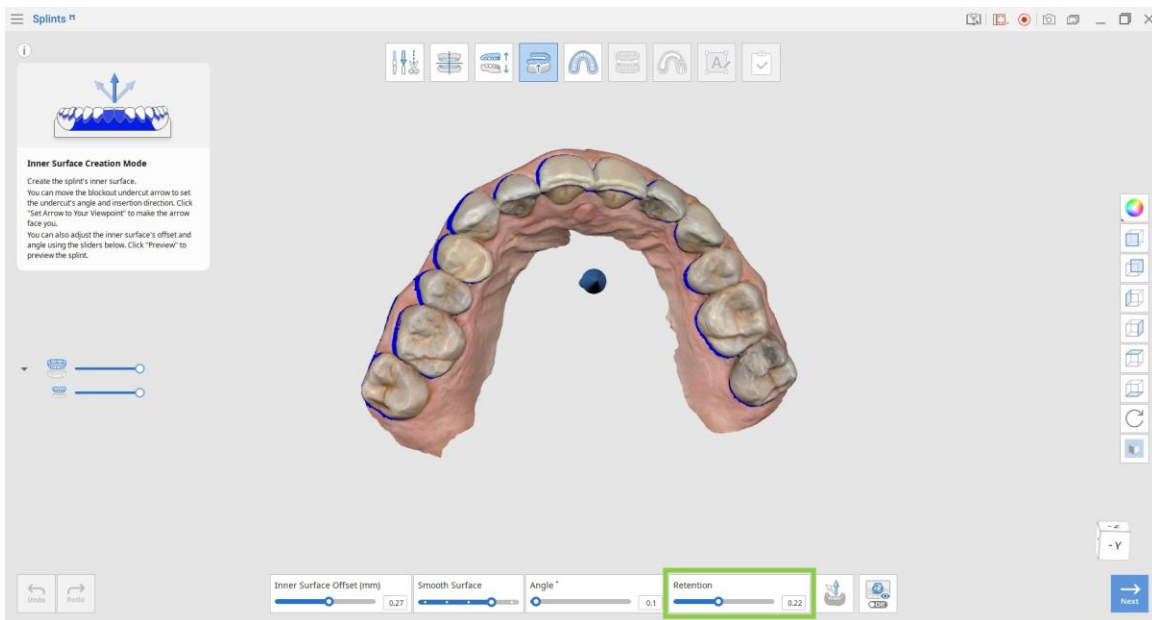 Splints
A
Inner Surface Creation Mode
Create the splint's inner surface.
You can move the blockout undercut arrow to set
the undercut's angle and insertion direction. Click
"Set Arrow to Your Viewpoint" to make the arrow
face you.
You can also adjust the inner surface's offset and
angle using the sliders below. Click "Preview" to
preview the splint.
-Z
-Y
Inner Surface Offset (mm)
0.27
Smooth Surface
Angle °
0.1
Retention
0.22
Off
Undo
Redo
Next